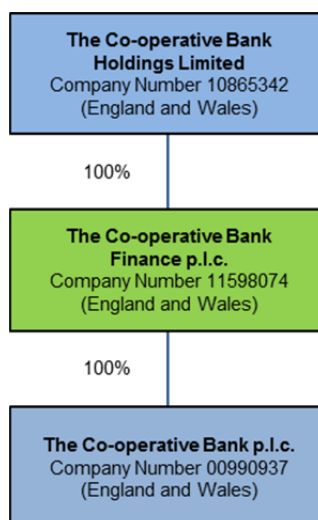 The Co-operative Bank
Holdings Limited
Company Number 10865342
(England and Wales)
100%
The Co-operative Bank
Finance p.l.c.
Company Number 11598074
(England and Wales)
100%
The Co-operative Bank p.l.c.
Company Number 00990937
(England and Wales)